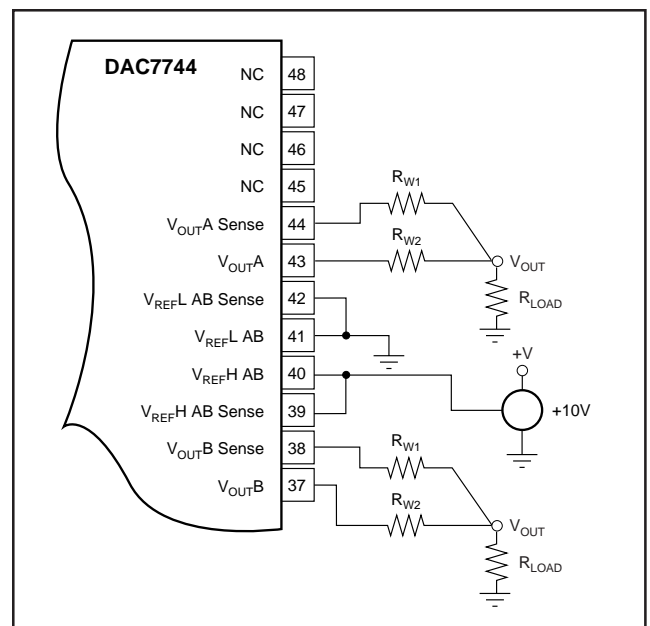 DAC7744
NC 48
NC 47
NC 46
NC 45
VOUTA Sense 44
RW1
VOUTA 43
RW2
VOUT
VREFL AB Sense 42
RLOAD
VREFL AB 41
+V
VREFH AB 40
+10V
VREFH AB Sense 39
VOUTB Sense 38
RW1
VOUTB 37
RW2
VOUT
RLOAD